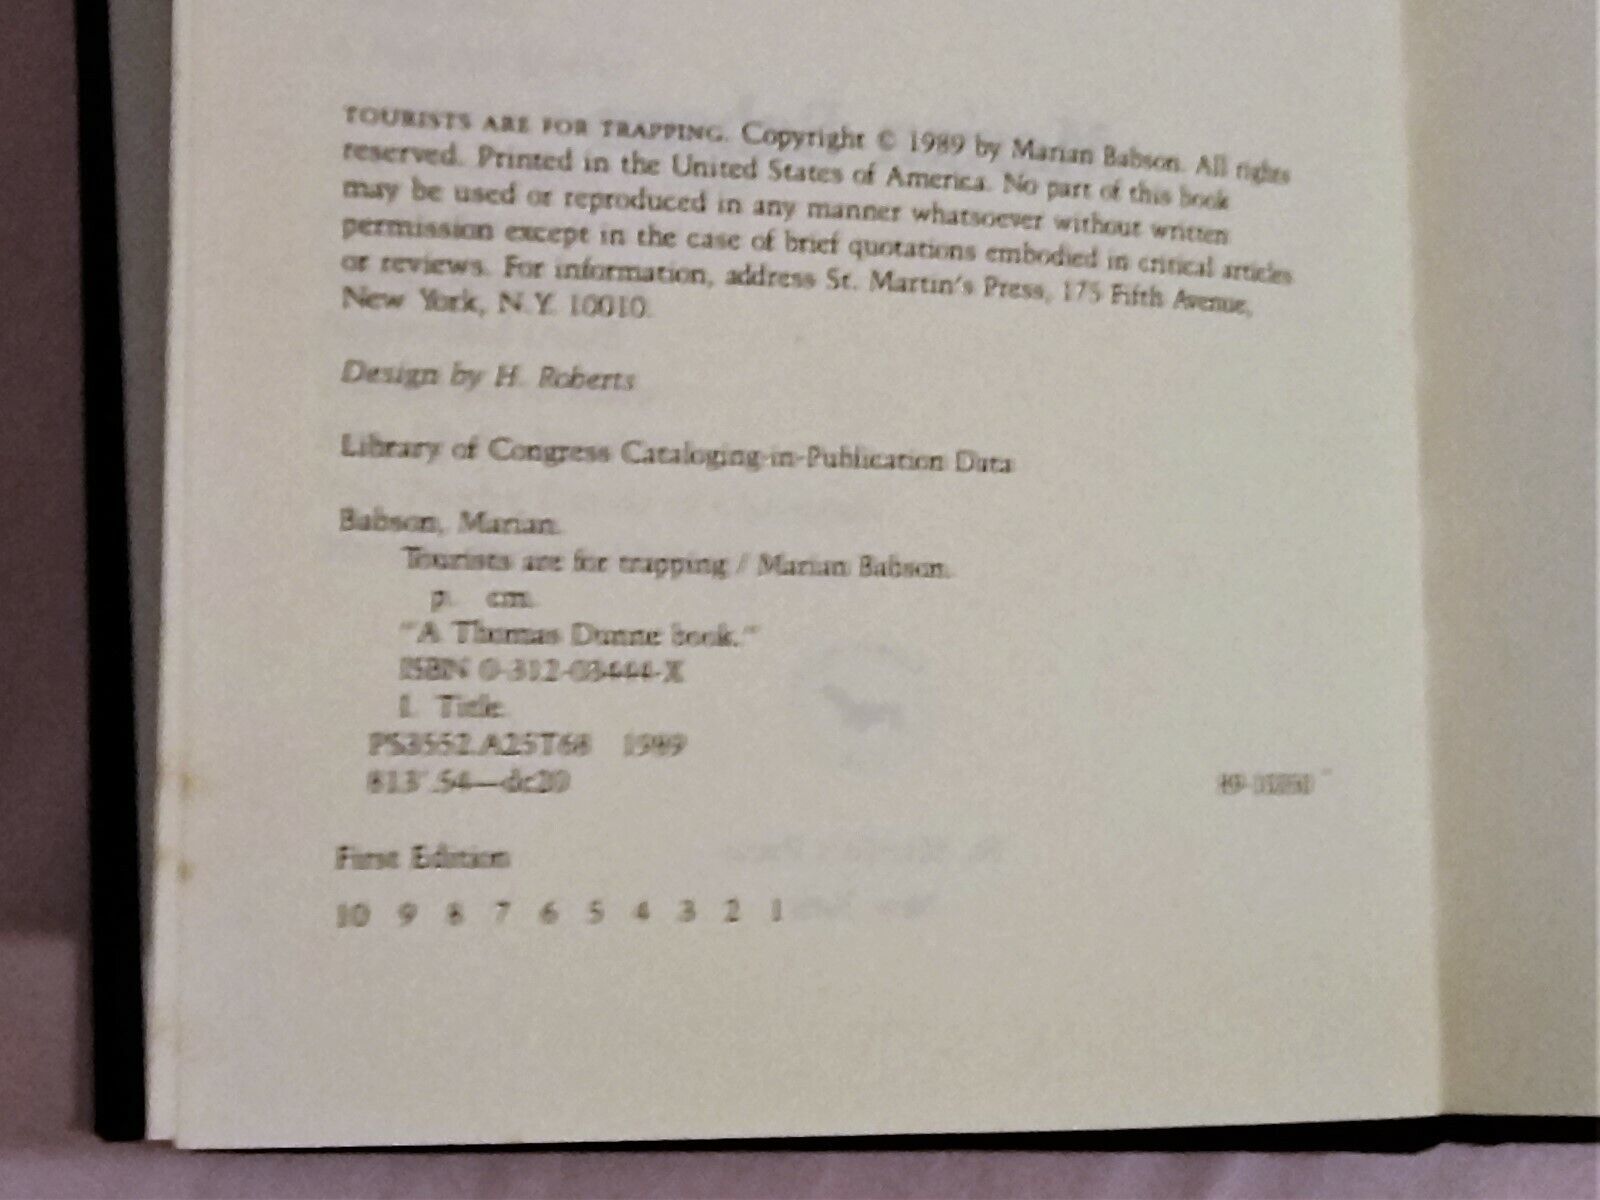 TOURISTS ARE FOR TRAPPING. Copyright © 1989 by Marian Babson. All rights
reserved. Printed in the United States of America. No part of this book
may be used or reproduced in any manner whatsoever without written
permission except in the case of brief quotations embodied in critical articles
or reviews. For information, address St. Martin's Press, 175 Fifth Avenue,
New York, N.Y. 10010.
Design by H. Roberts
Library of Congress Cataloging-in-Publication Data
Babson, Marian.
Tourists are for trapping / Marian Babson.
p. cm.
"A Thomas Dunne book."
ISBN 0-312-03444-X
I. Title.
PS3552.A25T68 1989
813'.54—dc20
First Edition
10 9 8 7 6 5 4 3 2 1